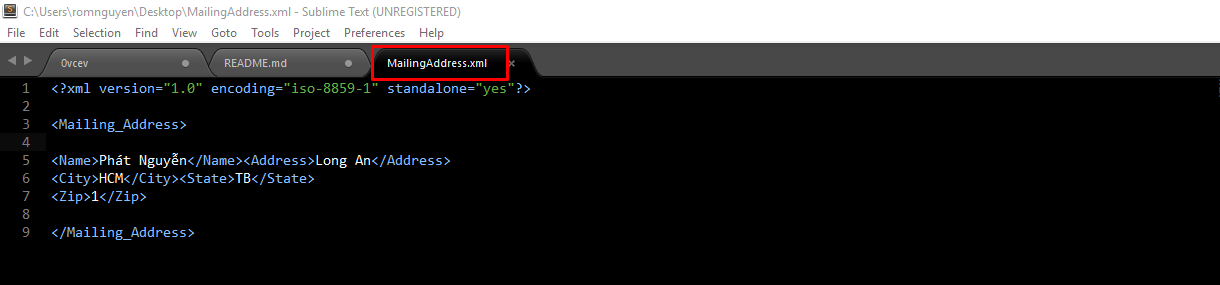 C:\Users\romnguyen\Desktop\MailingAddress.xml - Sublime Text (UNREGISTERED)
File Edit Selection Find View Goto Tools Project Preferences Help
0vcev README.md MailingAddress.xml
1 <?xml version="1.0" encoding="iso-8859-1" standalone="yes"?>
2
3 <Mailing_Address>
4
5 <Name>Phát Nguyễn</Name><Address>Long An</Address>
6 <City>HCM</City><State>TB</State>
7 <Zip>1</Zip>
8
9 </Mailing_Address>